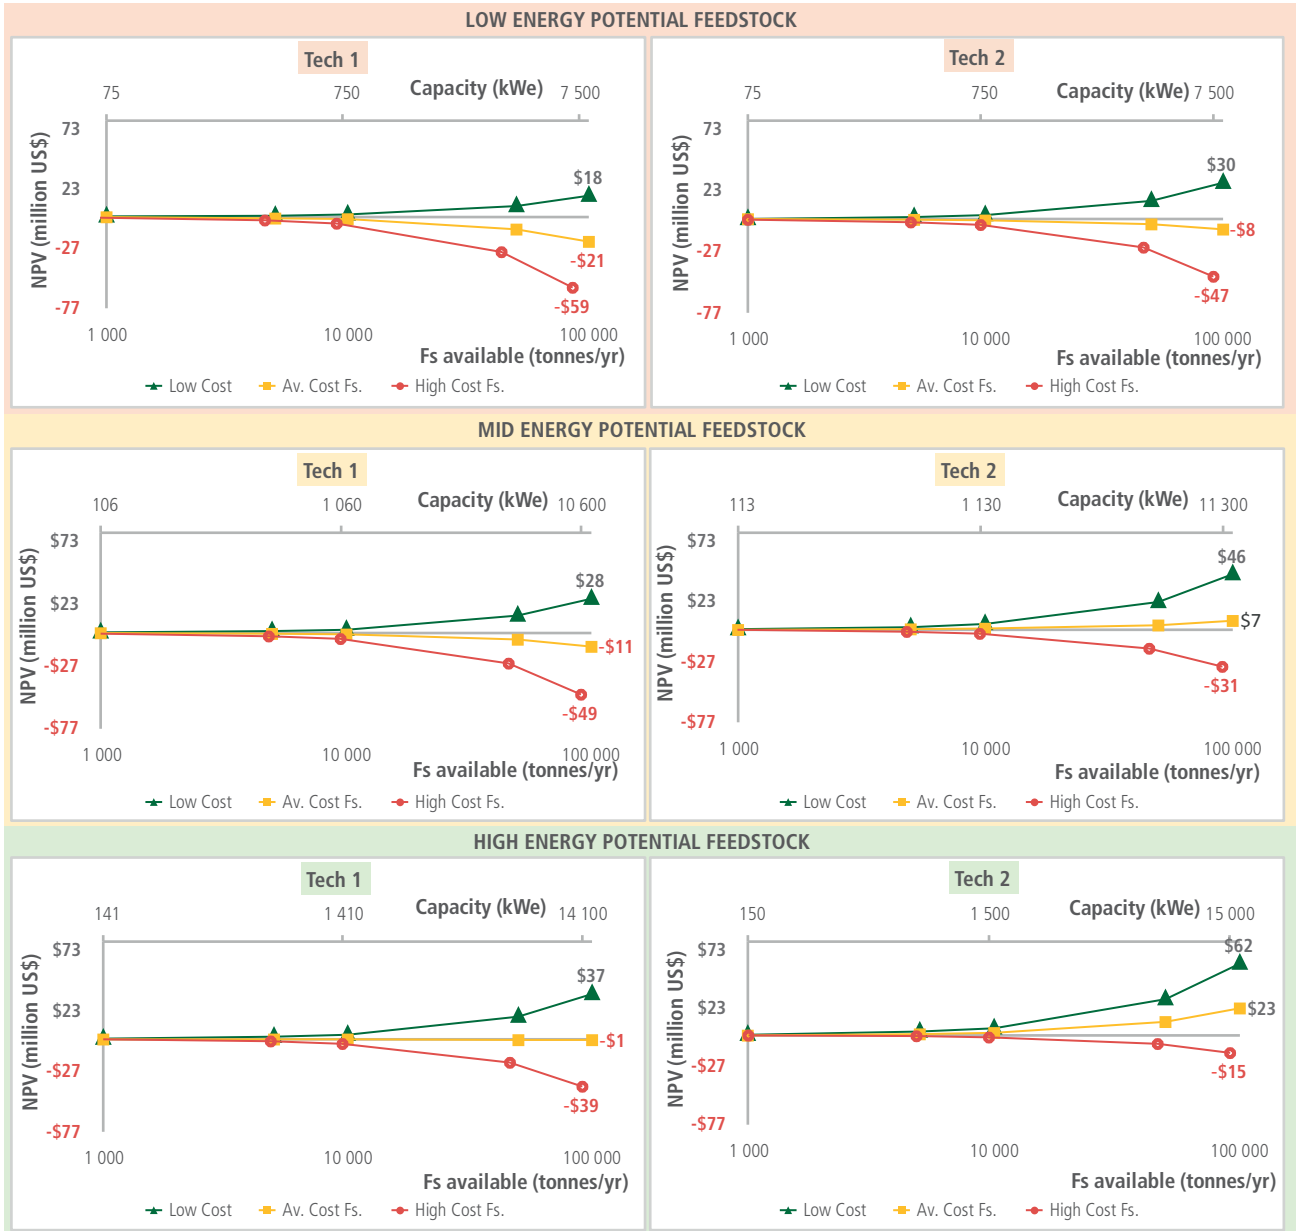 LOW ENERGY POTENTIAL FEEDSTOCK
Tech 1
Capacity (kWe)
75 750 7 500
NPV (million US$)
73
23
-27
-77
$18
-$21
-$59
1 000 10 000 100 000
Fs available (tonnes/yr)
Low Cost Av. Cost Fs. High Cost Fs.
Tech 2
Capacity (kWe)
75 750 7 500
NPV (million US$)
73
23
-27
-77
$30
-$8
-$47
1 000 10 000 100 000
Fs available (tonnes/yr)
Low Cost Av. Cost Fs. High Cost Fs.
MID ENERGY POTENTIAL FEEDSTOCK
Tech 1
Capacity (kWe)
106 1 060 10 600
NPV (million US$)
$73
$23
-$27
-$77
$28
-$11
-$49
1 000 10 000 100 000
Fs available (tonnes/yr)
Low Cost Av. Cost Fs. High Cost Fs.
Tech 2
Capacity (kWe)
113 1 130 11 300
NPV (million US$)
$73
$23
-$27
-$77
$46
$7
-$31
1 000 10 000 100 000
Fs available (tonnes/yr)
Low Cost Av. Cost Fs. High Cost Fs.
HIGH ENERGY POTENTIAL FEEDSTOCK
Tech 1
Capacity (kWe)
141 1 410 14 100
NPV (million US$)
$73
$23
-$27
-$77
$37
-$1
-$39
1 000 10 000 100 000
Fs available (tonnes/yr)
Low Cost Av. Cost Fs. High Cost Fs.
Tech 2
Capacity (kWe)
150 1 500 15 000
NPV (million US$)
$73
$23
-$27
-$77
$62
$23
-$15
1 000 10 000 100 000
Fs available (tonnes/yr)
Low Cost Av. Cost Fs. High Cost Fs.